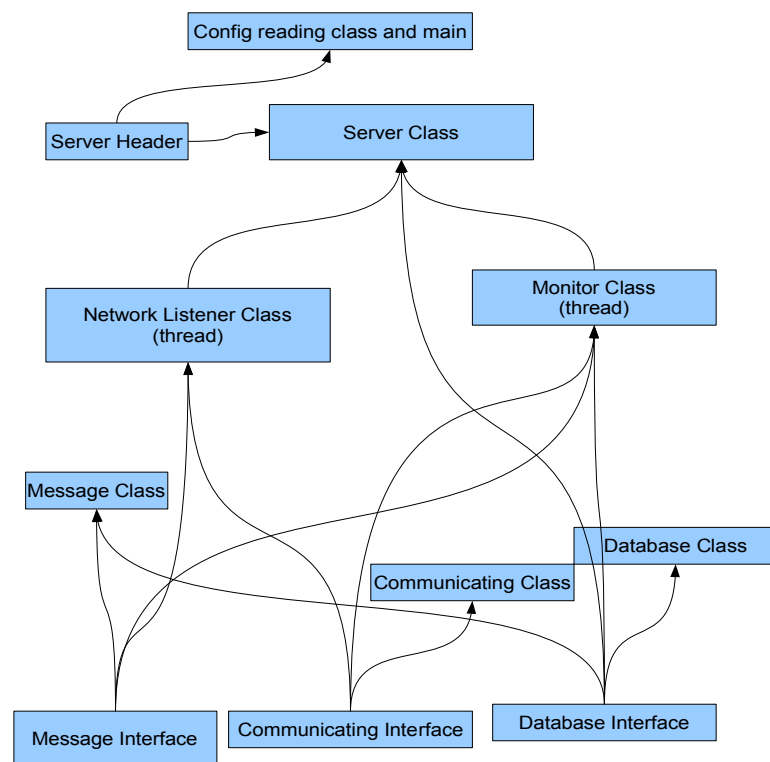 Config reading class and main
Server Header
Server Class
Network Listener Class
(thread)
Monitor Class
(thread)
Message Class
Database Class
Communicating Class
Message Interface
Communicating Interface
Database Interface